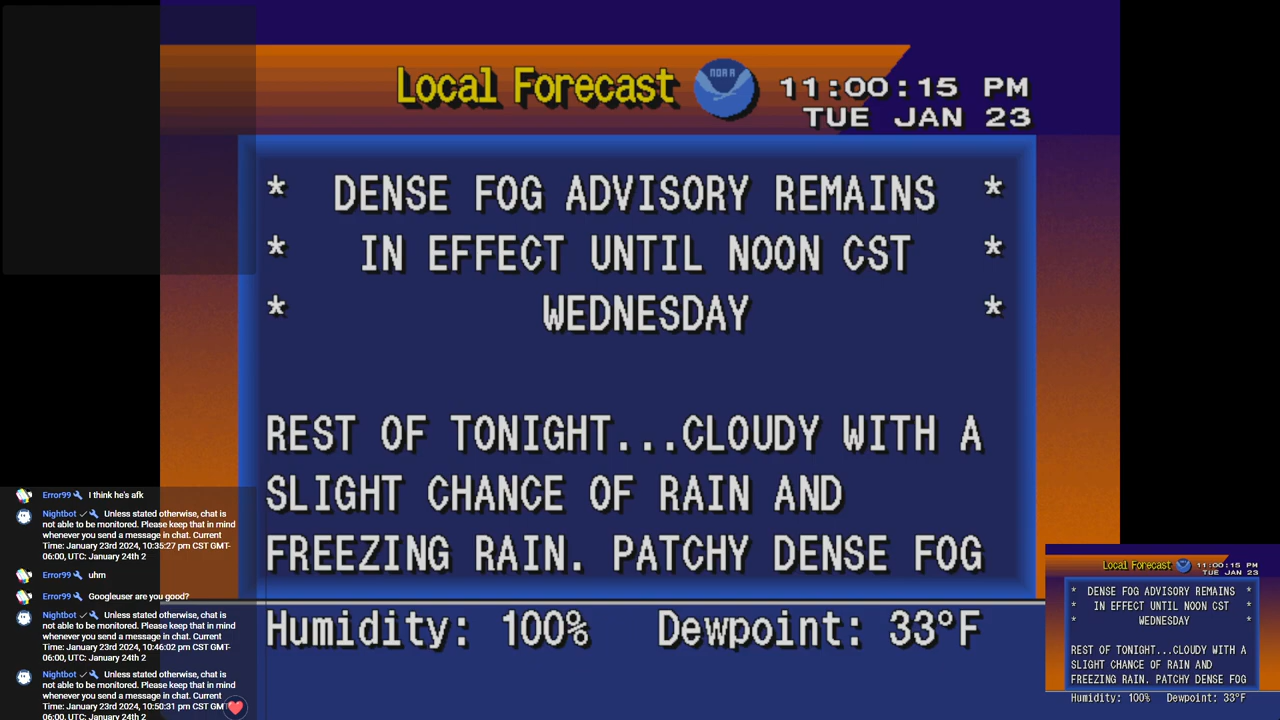 Local Forecast
NOAA
11:00:15 PM
TUE JAN 23
* DENSE FOG ADVISORY REMAINS *
* IN EFFECT UNTIL NOON CST *
* WEDNESDAY *
REST OF TONIGHT...CLOUDY WITH A
SLIGHT CHANCE OF RAIN AND
FREEZING RAIN. PATCHY DENSE FOG
Humidity: 100% Dewpoint: 33°F
Error99 I think he's afk
Nightbot Unless stated otherwise, chat is
not able to be monitored. Please keep that in mind
whenever you send a message in chat. Current
Time: January 23rd 2024, 10:35:27 pm CST GMT-
06:00, UTC: January 24th 2
Error99 uhm
Error99 Googleuser are you good?
Nightbot Unless stated otherwise, chat is
not able to be monitored. Please keep that in mind
whenever you send a message in chat. Current
Time: January 23rd 2024, 10:46:02 pm CST GMT-
06:00, UTC: January 24th 2
Nightbot Unless stated otherwise, chat is
not able to be monitored. Please keep that in mind
whenever you send a message in chat. Current
Time: January 23rd 2024, 10:50:31 pm CST GMT-
06:00, UTC: January 24th 2
Local Forecast
11:00:15 PM
TUE JAN 23
* DENSE FOG ADVISORY REMAINS *
* IN EFFECT UNTIL NOON CST *
* WEDNESDAY *
REST OF TONIGHT...CLOUDY WITH A
SLIGHT CHANCE OF RAIN AND
FREEZING RAIN. PATCHY DENSE FOG
Humidity: 100% Dewpoint: 33°F